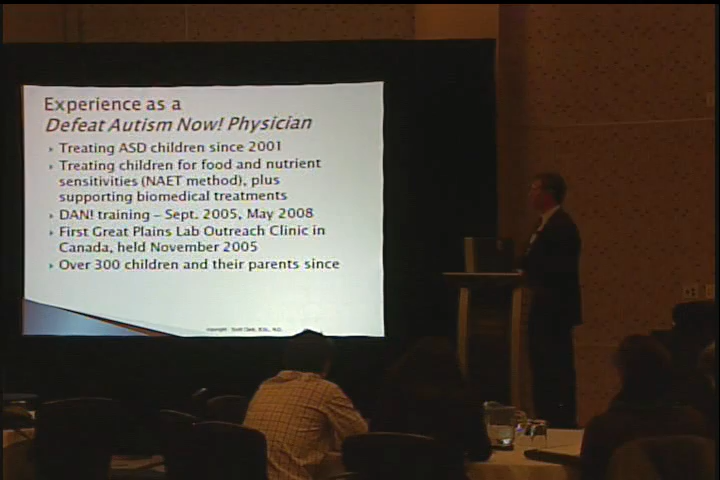 Experience as a
Defeat Autism Now! Physician
Treating ASD children since 2001
Treating children for food and nutrient
sensitivities (NAET method), plus
supporting biomedical treatments
DAN! training – Sept. 2005, May 2008
First Great Plains Lab Outreach Clinic in
Canada, held November 2005
Over 300 children and their parents since